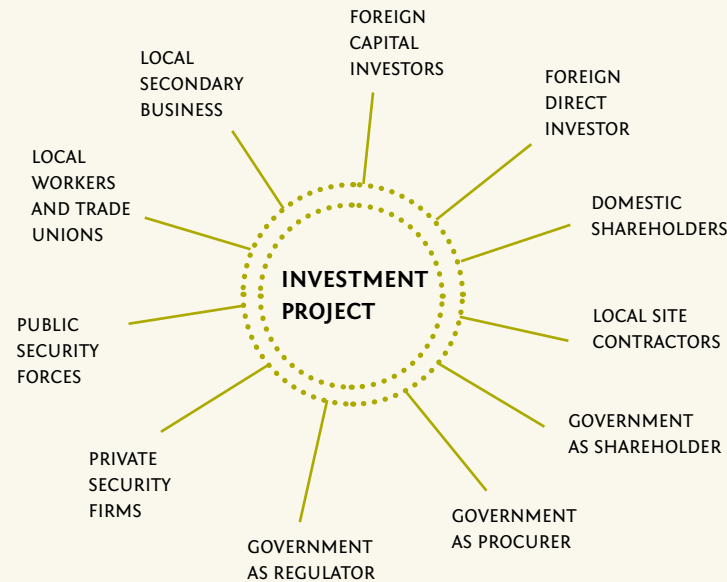 FOREIGN
CAPITAL
INVESTORS
FOREIGN
DIRECT
INVESTOR
DOMESTIC
SHAREHOLDERS
LOCAL SITE
CONTRACTORS
GOVERNMENT
AS SHAREHOLDER
GOVERNMENT
AS PROCURER
GOVERNMENT
AS REGULATOR
PRIVATE
SECURITY
FIRMS
PUBLIC
SECURITY
FORCES
LOCAL
WORKERS
AND TRADE
UNIONS
LOCAL
SECONDARY
BUSINESS
INVESTMENT
PROJECT